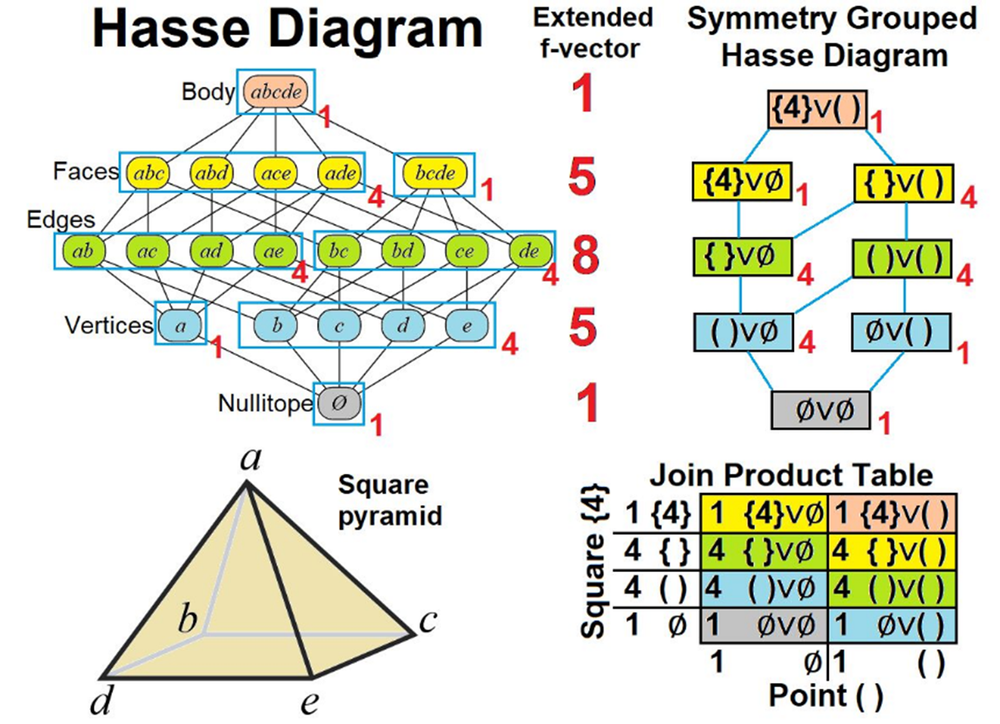 Hasse Diagram
Extended
f-vector
Symmetry Grouped
Hasse Diagram
Body abcde 1
1
{4}∨( ) 1
Faces abc abd ace ade 4 bcde 1
5
{4}∨Ø 1 { }∨( ) 4
Edges
ab ac ad ae 4 bc bd ce de 4
8
{ }∨Ø 4 ( )∨( ) 4
Vertices a 1 b c d e 4
5
( )∨Ø 4 Ø∨( ) 1
Nullitope Ø 1
1
Ø∨Ø 1
a
Square
pyramid
b
c
d
e
Join Product Table
Square {4}
1 {4} 1 {4}∨Ø 1 {4}∨( )
4 { } 4 { }∨Ø 4 { }∨( )
4 ( ) 4 ( )∨Ø 4 ( )∨( )
1 Ø 1 Ø∨Ø 1 Ø∨( )
1 Ø 1 ( )
Point ( )